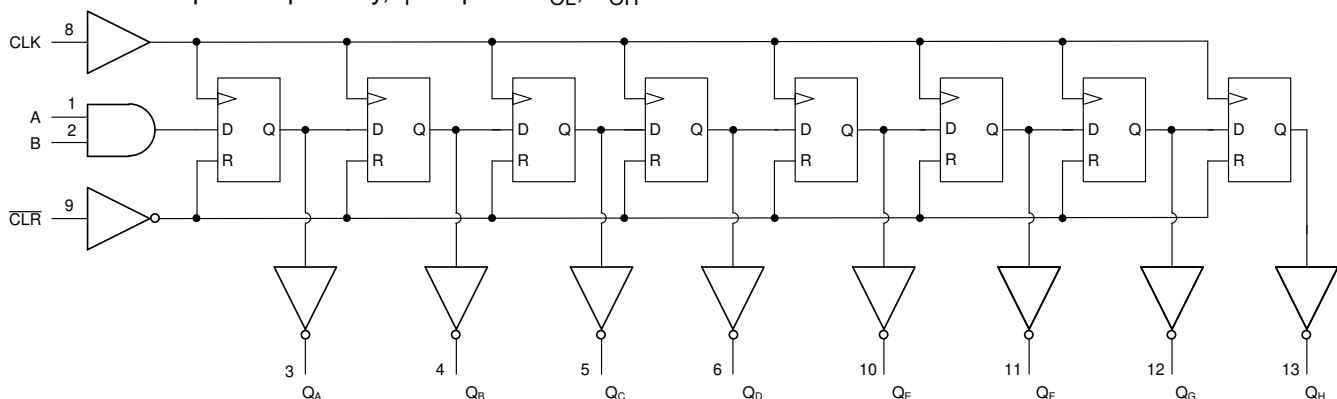 8
CLK
D Q D Q D Q D Q D Q D Q D Q D Q
1
A
2
B
R R R R R R R R
9
CLR
3 4 5 6 10 11 12 13
QA QB QC QD QE QF QG QH